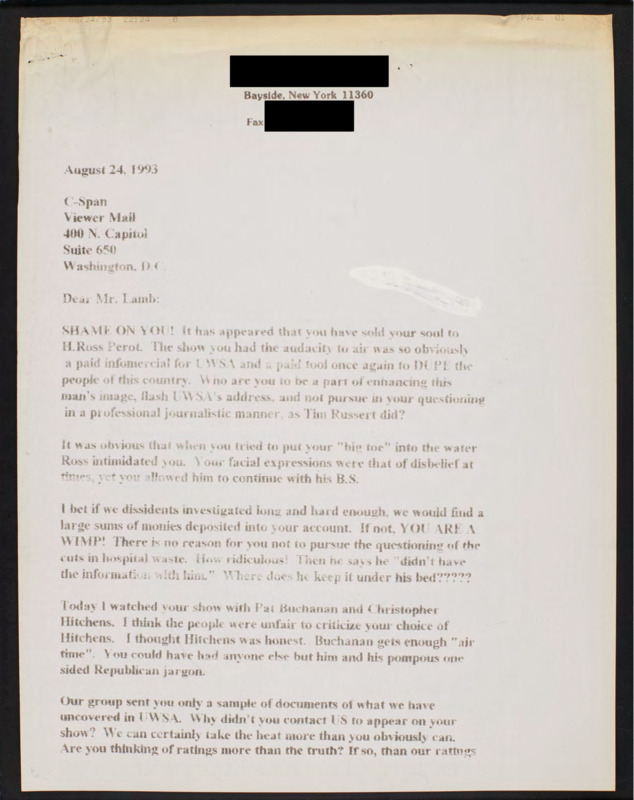 Bayside, New York 11360
Fax
August 24, 1993
C-Span
Viewer Mail
400 N. Capitol
Suite 650
Washington, D.C.
Dear Mr. Lamb:
SHAME ON YOU! It has appeared that you have sold your soul to
H.Ross Perot. The show you had the audacity to air was so obviously
a paid infomercial for UWSA and a paid tool once again to DUPE the
people of this country. Who are you to be a part of enhancing this
man's image, flash UWSA's address, and not pursue in your questioning
in a professional journalistic manner, as Tim Russert did?
It was obvious that when you tried to put your "big toe" into the water
Ross intimidated you. Your facial expressions were that of disbelief at
times, yet you allowed him to continue with his B.S.
I bet if we dissidents investigated long and hard enough, we would find a
large sums of monies deposited into your account. If not, YOU ARE A
WIMP! There is no reason for you not to pursue the questioning of the
cuts in hospital waste. How ridiculous! Then he says he "didn't have
the information with him." Where does he keep it under his bed?????
Today I watched your show with Pat Buchanan and Christopher
Hitchens. I think the people were unfair to criticize your choice of
Hitchens. I thought Hitchens was honest. Buchanan gets enough "air
time". You could have had anyone else but him and his pompous one
sided Republican jargon.
Our group sent you only a sample of documents of what we have
uncovered in UWSA. Why didn't you contact US to appear on your
show? We can certainly take the heat more than you obviously can.
Are you thinking of ratings more than the truth? If so, than our ratings